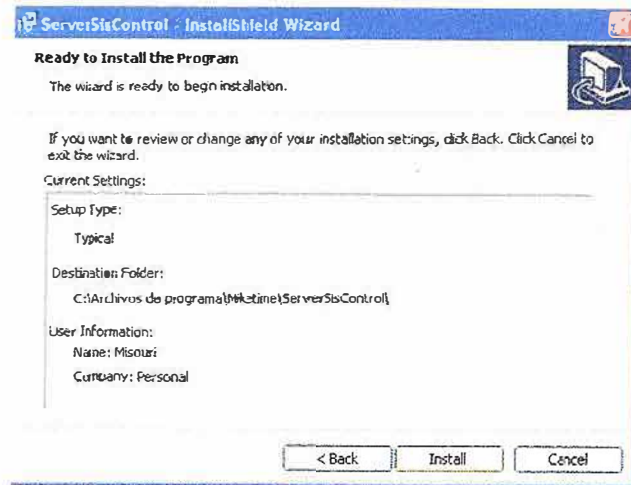 ServerSisControl - InstallShield Wizard
Ready to Install the Program
The wizard is ready to begin installation.
If you want to review or change any of your installation settings, click Back. Click Cancel to
exit the wizard.
Current Settings:
Setup Type:
Typical
Destination Folder:
C:\Archivos de programa\Miketime\ServerSisControl\
User Information:
Name: Misouri
Company: Personal
< Back
Install
Cancel